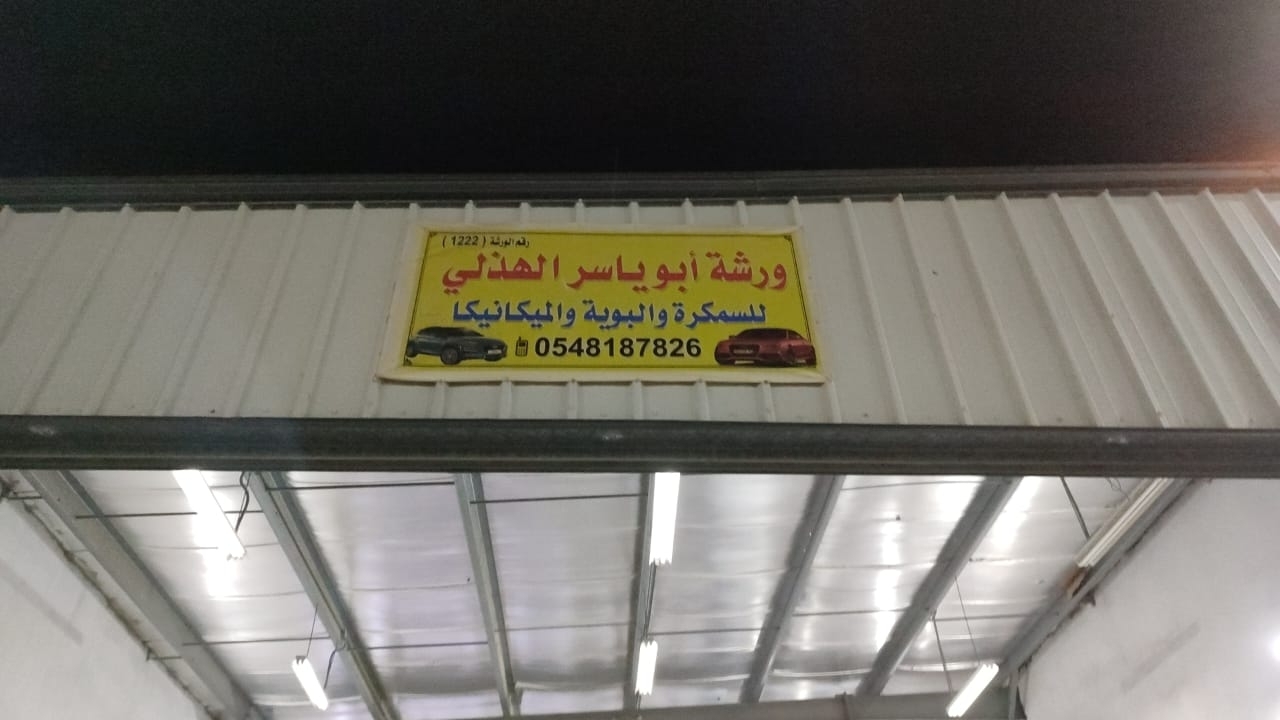 رقم الورشة ( 1222 )
ورشة أبو ياسر الهذلي
للسمكرة والبوية والميكانيكا
0548187826